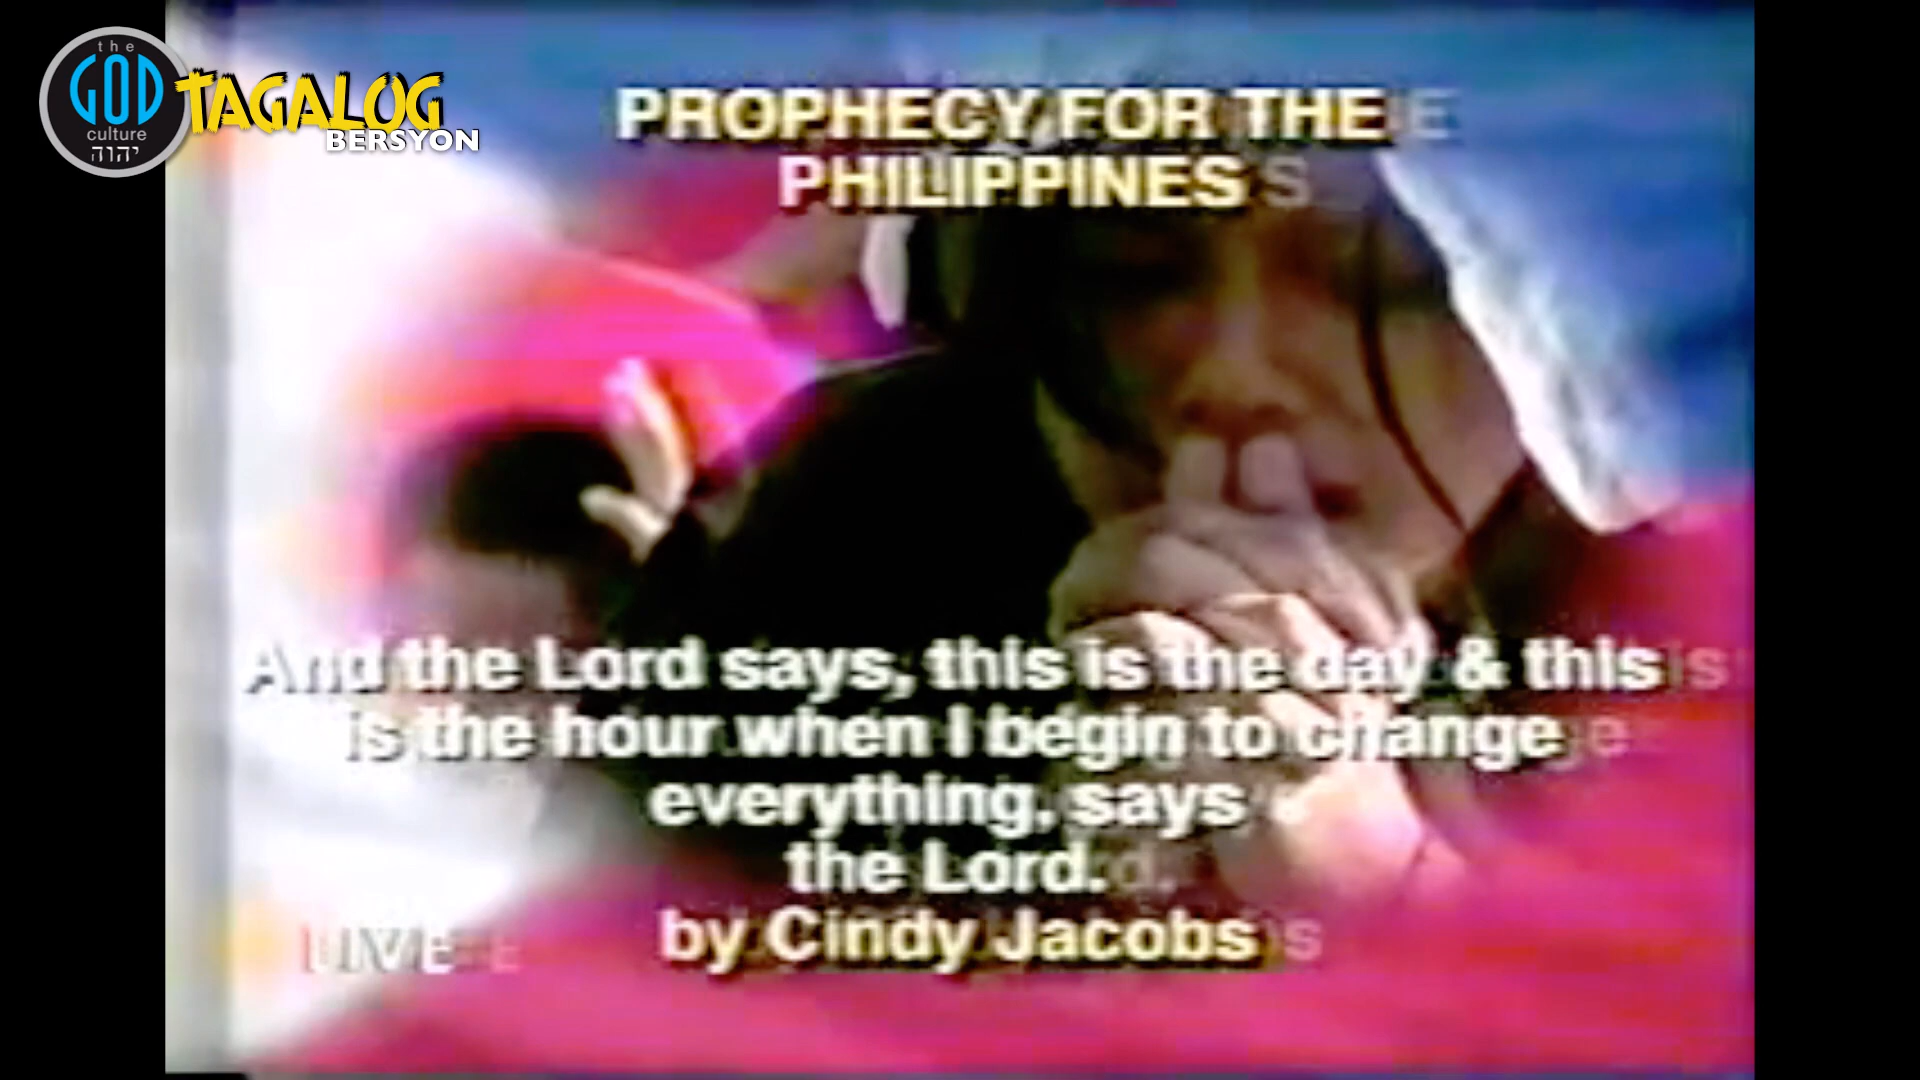 the
GOD
culture
יהוה
TAGALOG
BERSYON
PROPHECY FOR THE
PHILIPPINES
And the Lord says, this is the day & this
is the hour when I begin to change
everything, says
the Lord.
by Cindy Jacobs
LIVE